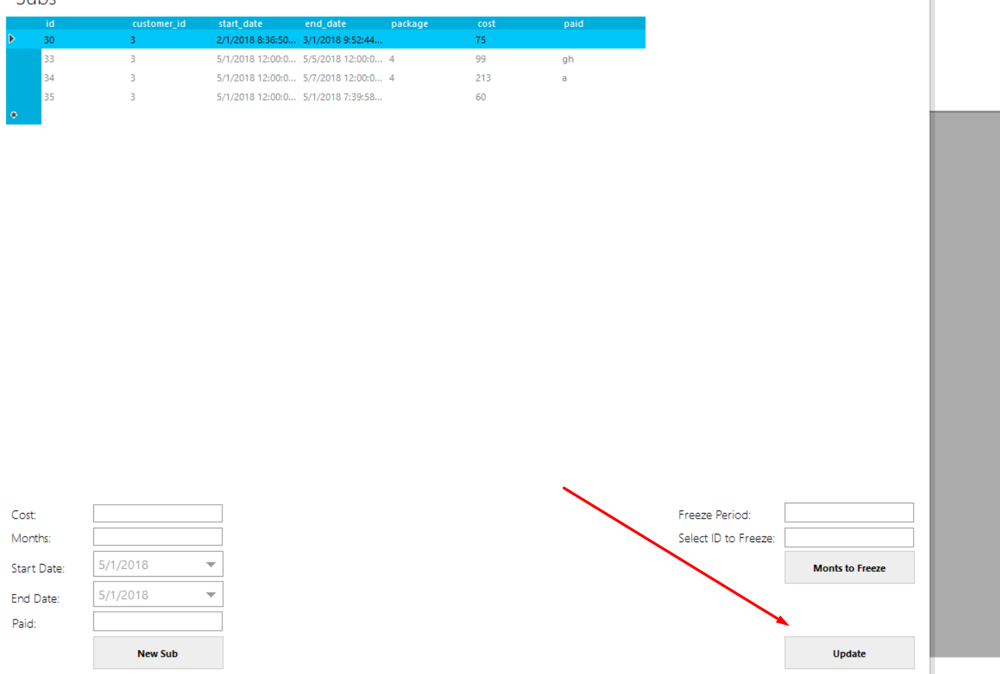 Subs
id customer_id start_date end_date package cost paid
30 3 2/1/2018 8:36:50... 3/1/2018 9:52:44... 75
33 3 5/1/2018 12:00:0... 5/5/2018 12:00:0... 4 99 gh
34 3 5/1/2018 12:00:0... 5/7/2018 12:00:0... 4 213 a
35 3 5/1/2018 12:00:0... 5/1/2018 7:39:58... 60
Cost:
Months:
Start Date: 5/1/2018
End Date: 5/1/2018
Paid:
New Sub
Freeze Period:
Select ID to Freeze:
Monts to Freeze
Update